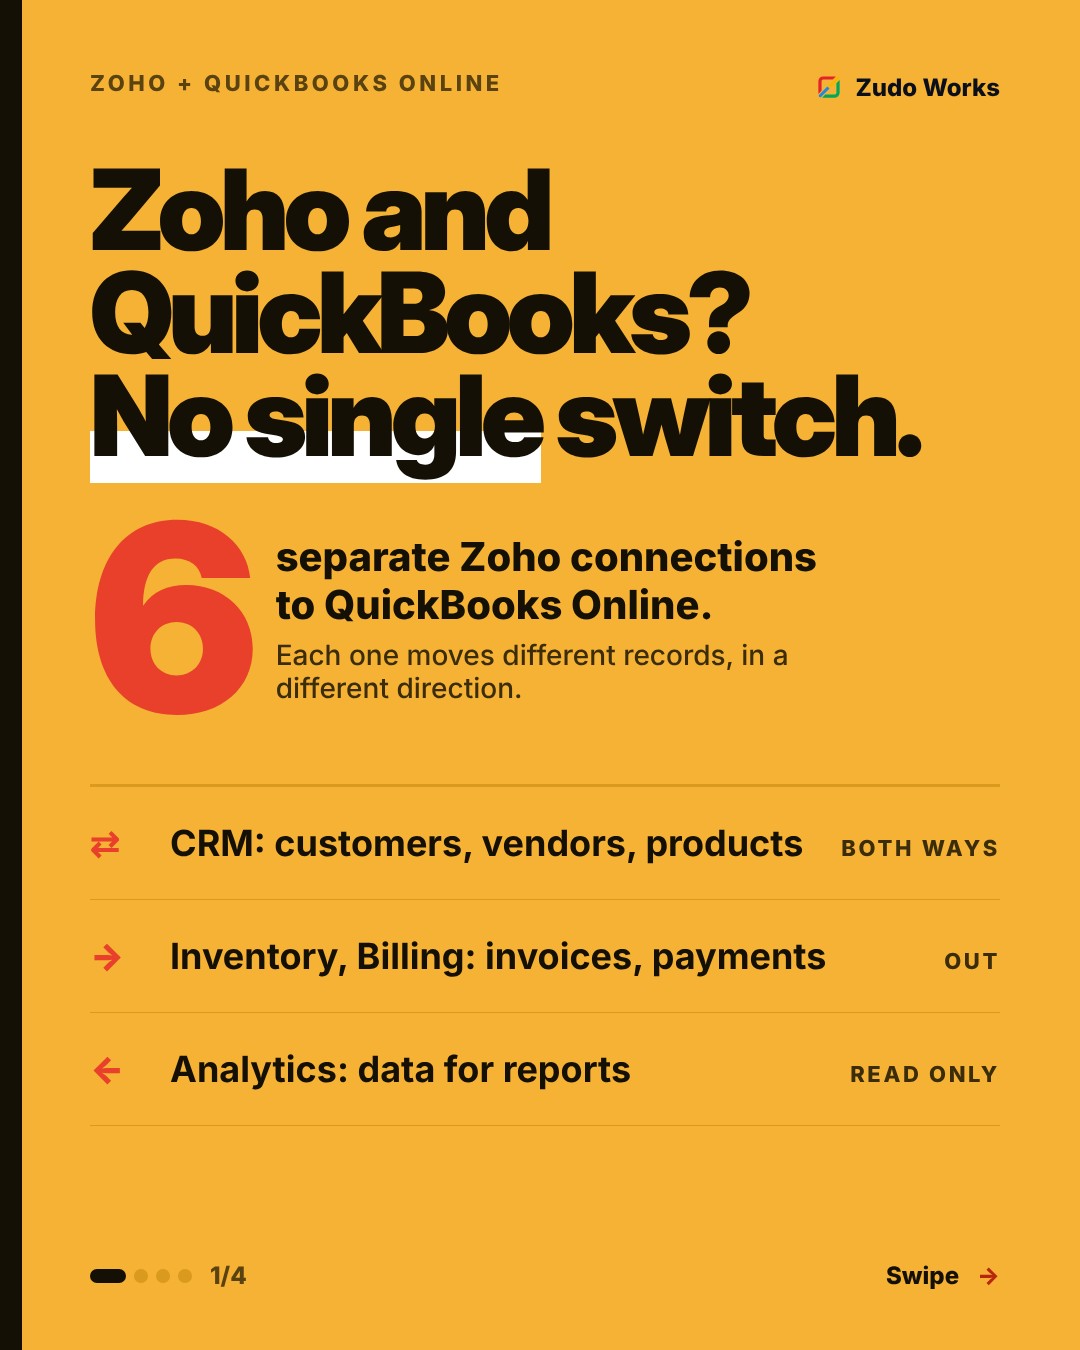 ZOHO + QUICKBOOKS ONLINE
Zudo Works
Zoho and
QuickBooks?
No single switch.
6
separate Zoho connections
to QuickBooks Online.
Each one moves different records, in a
different direction.
⇄ CRM: customers, vendors, products BOTH WAYS
→ Inventory, Billing: invoices, payments OUT
← Analytics: data for reports READ ONLY
1/4
Swipe →